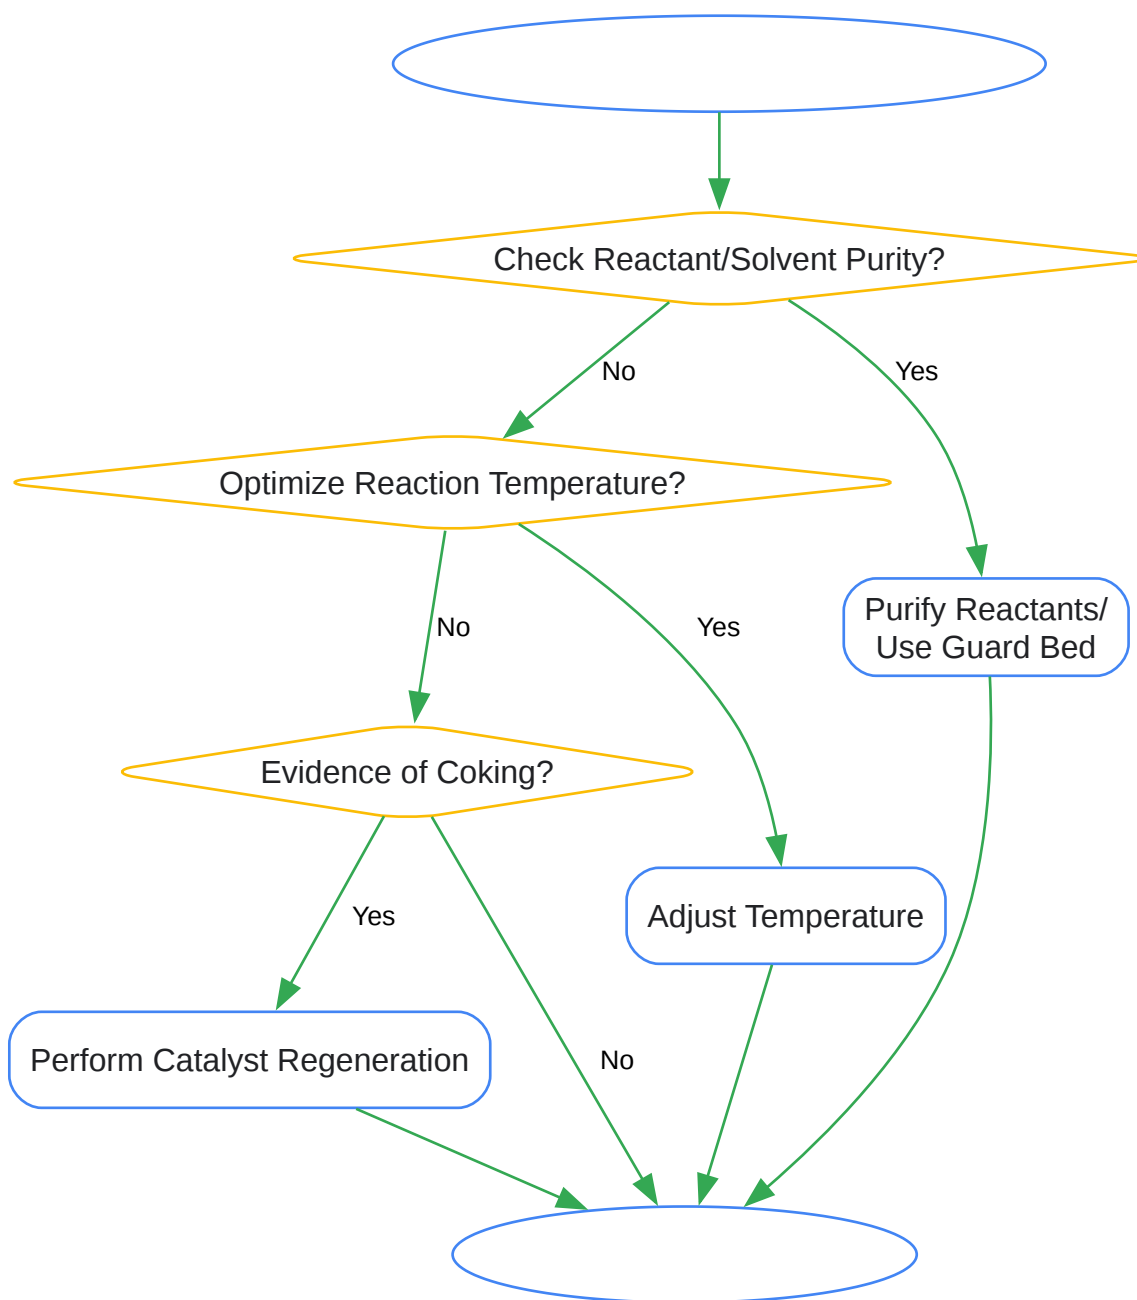 Check Reactant/Solvent Purity?
No
Yes
Optimize Reaction Temperature?
No
Yes
Purify Reactants/
Use Guard Bed
Evidence of Coking?
Yes
Adjust Temperature
Perform Catalyst Regeneration
No